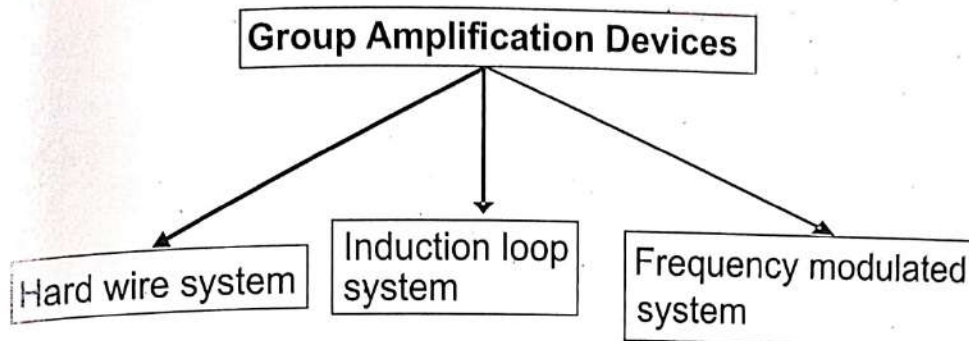 Group Amplification Devices
Hard wire system
Induction loop
system
Frequency modulated
system